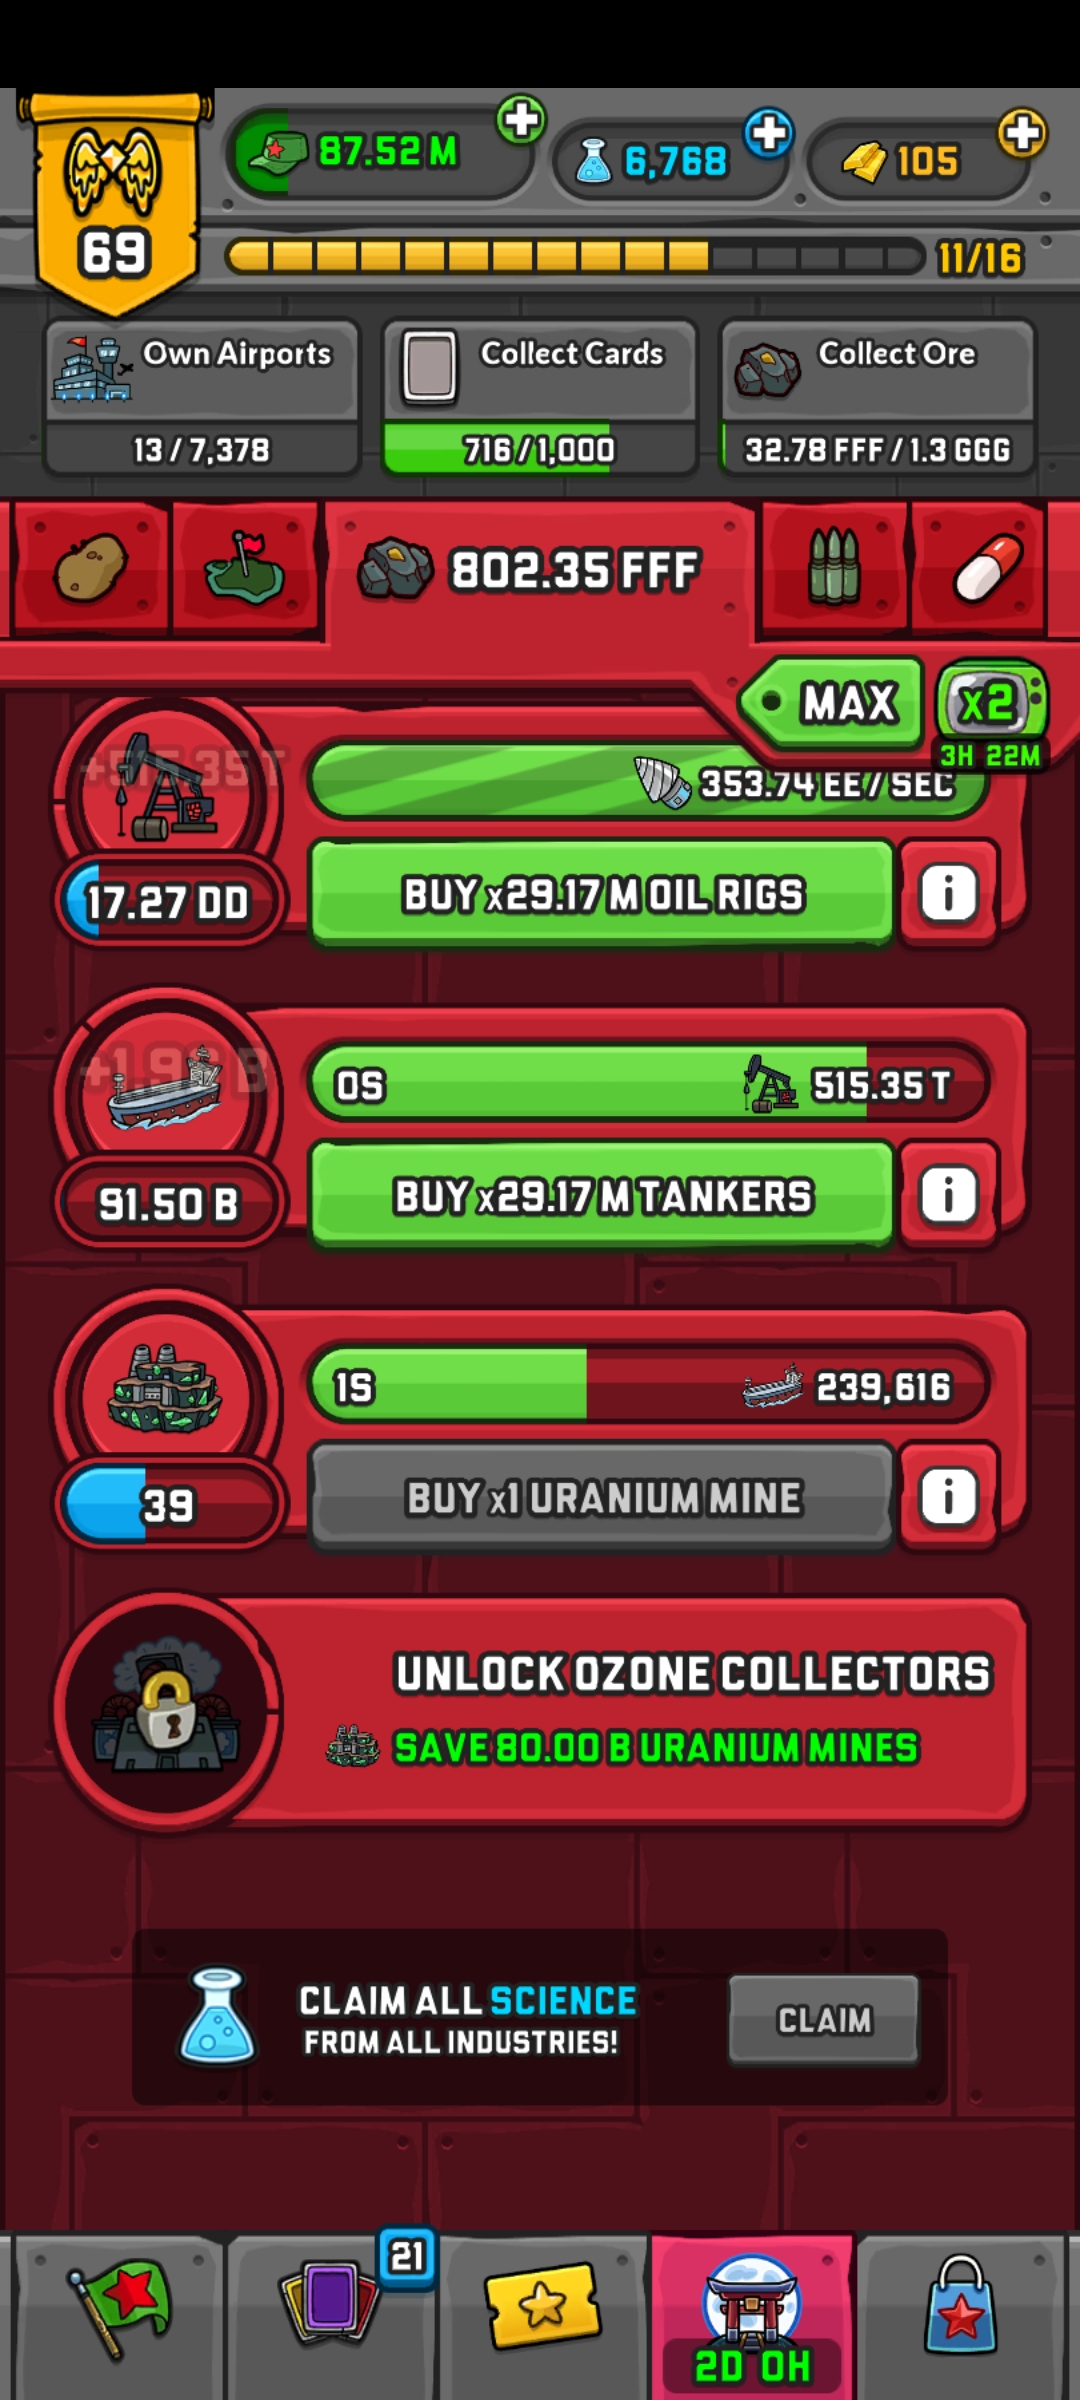 87.52 M
6,768
105
69
11/16
Own Airports
13 / 7,378
Collect Cards
716 / 1,000
Collect Ore
32.78 FFF / 1.3 GGG
802.35 FFF
MAX
x2
3H 22M
+515.35 T
353.74 EE / SEC
17.27 DD
BUY x29.17 M OIL RIGS
i
0S
515.35 T
91.50 B
BUY x29.17 M TANKERS
i
1S
239,616
39
BUY x1 URANIUM MINE
i
UNLOCK OZONE COLLECTORS
SAVE 80.00 B URANIUM MINES
CLAIM ALL SCIENCE
FROM ALL INDUSTRIES!
CLAIM
21
2D 0H